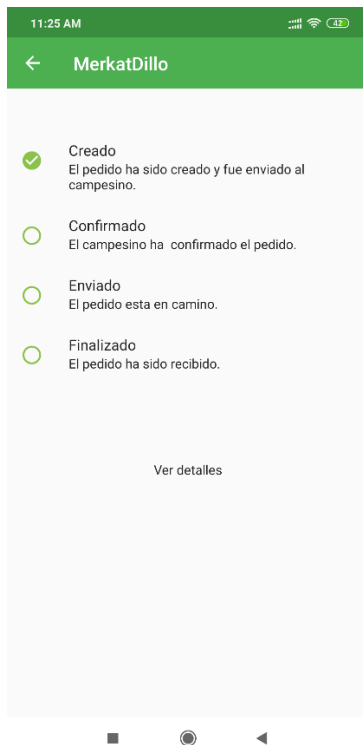 11:25 AM
42
MerkatDillo
Creado
El pedido ha sido creado y fue enviado al
campesino.
Confirmado
El campesino ha  confirmado el pedido.
Enviado
El pedido esta en camino.
Finalizado
El pedido ha sido recibido.
Ver detalles